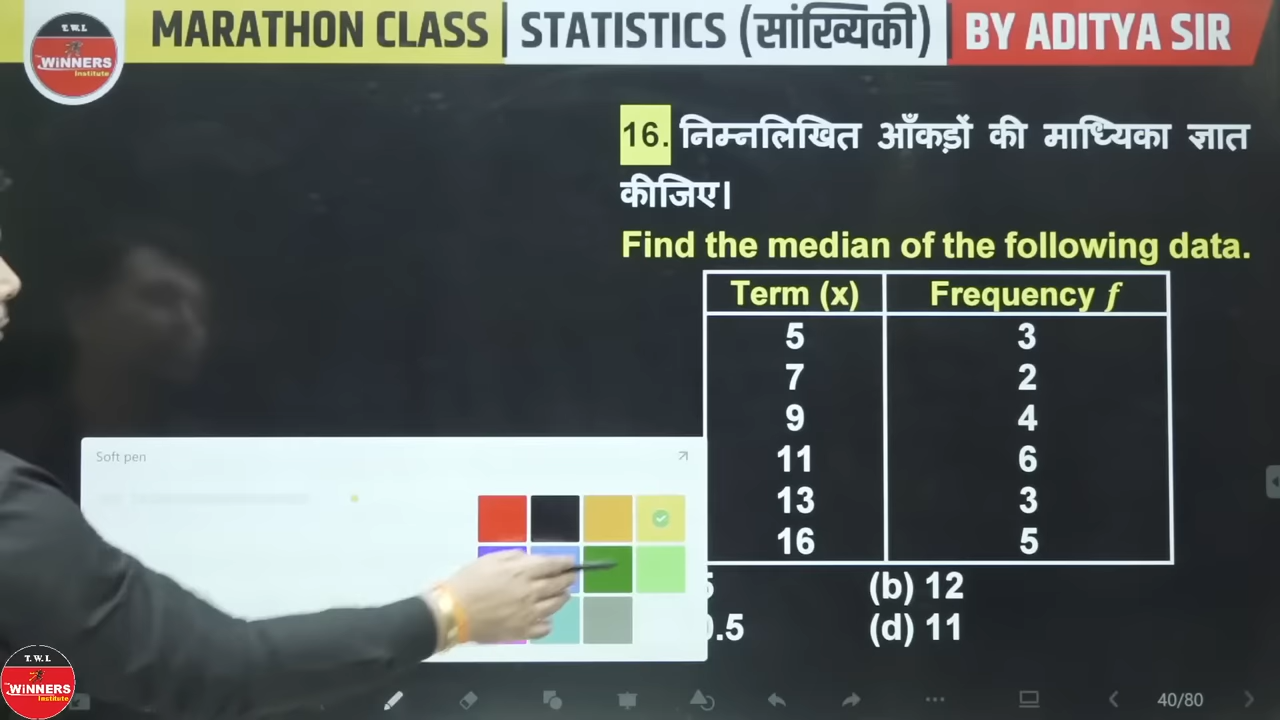 MARATHON CLASS STATISTICS (सांख्यिकी) BY ADITYA SIR
T.W.L
WiNNERS
Institute
16. निम्नलिखित आँकड़ों की माध्यिका ज्ञात
कीजिए।
Find the median of the following data.
Term (x) Frequency f
5 3
7 2
9 4
11 6
13 3
16 5
Soft pen
(b) 12
.5 (d) 11
T.W.L
WiNNERS
Institute
40/80